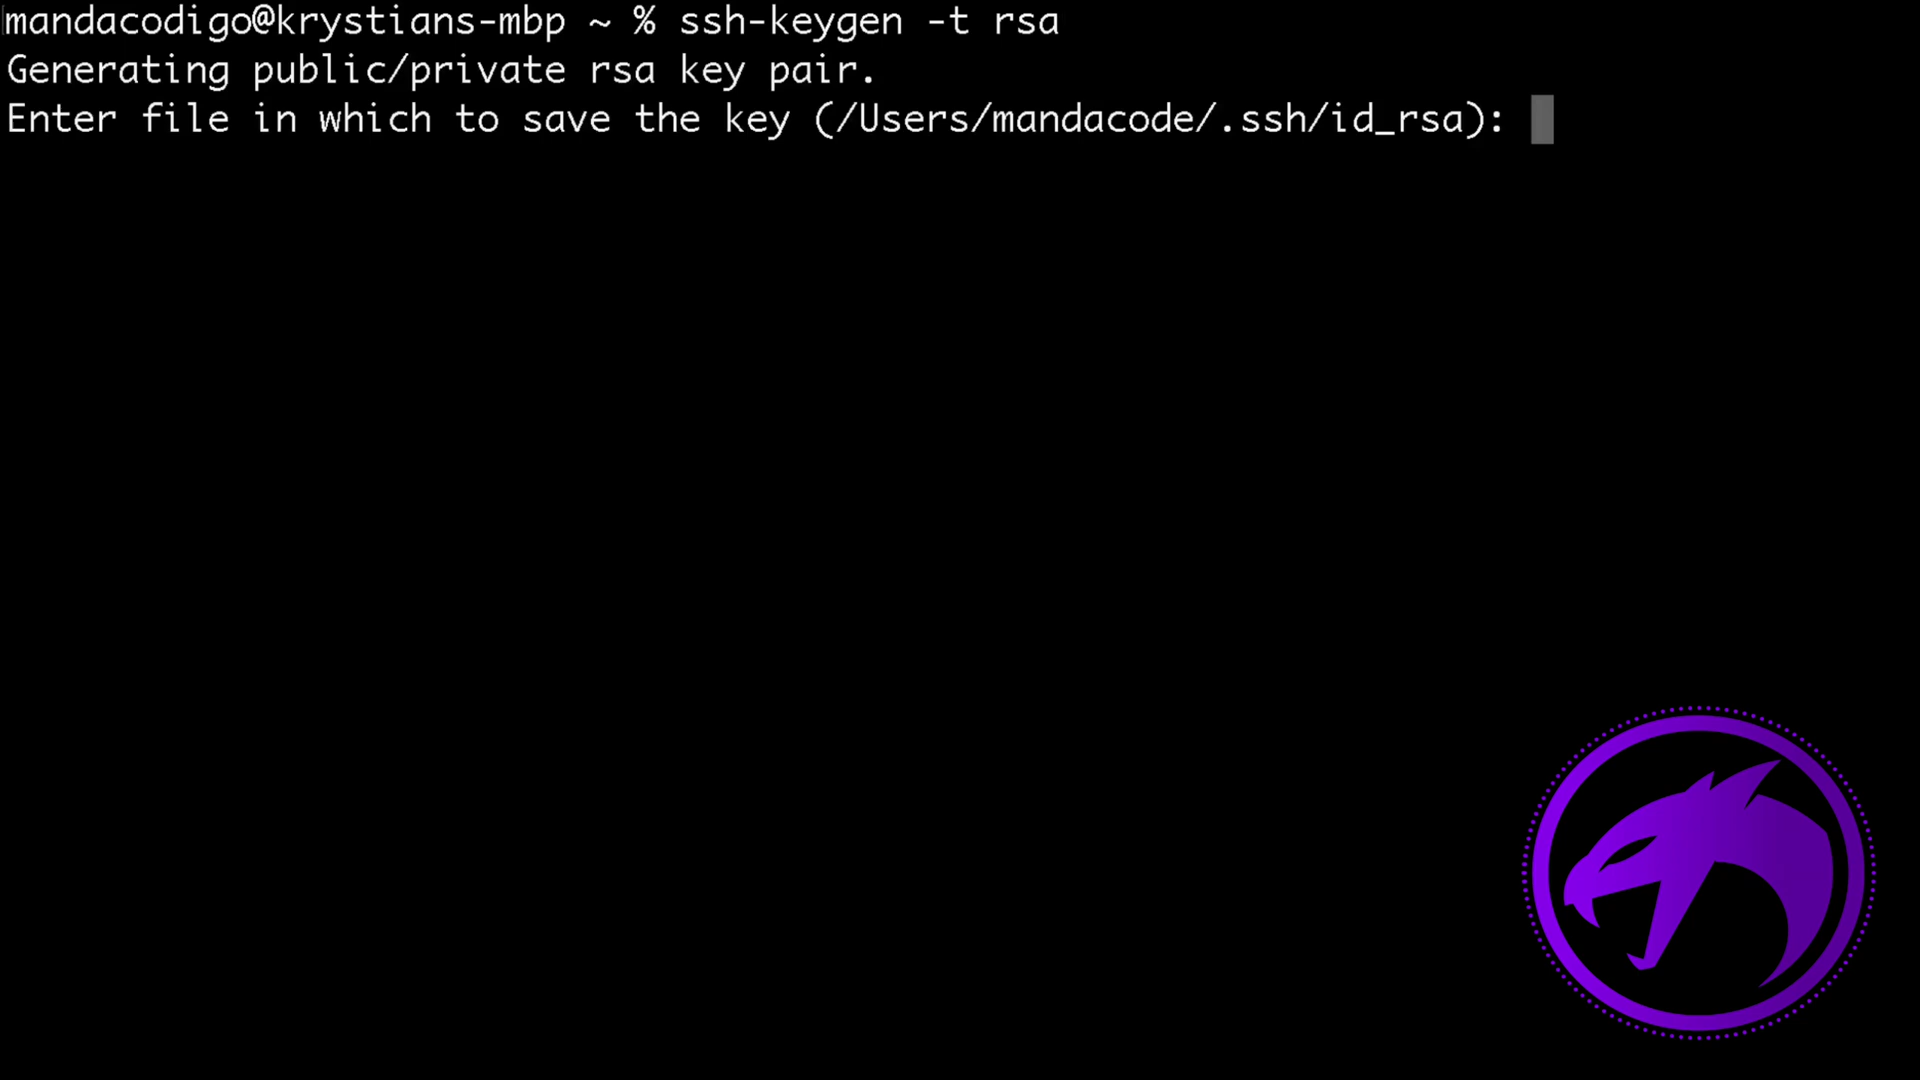 mandacodigo@krystians-mbp ~ % ssh-keygen -t rsa
Generating public/private rsa key pair.
Enter file in which to save the key (/Users/mandacode/.ssh/id_rsa):